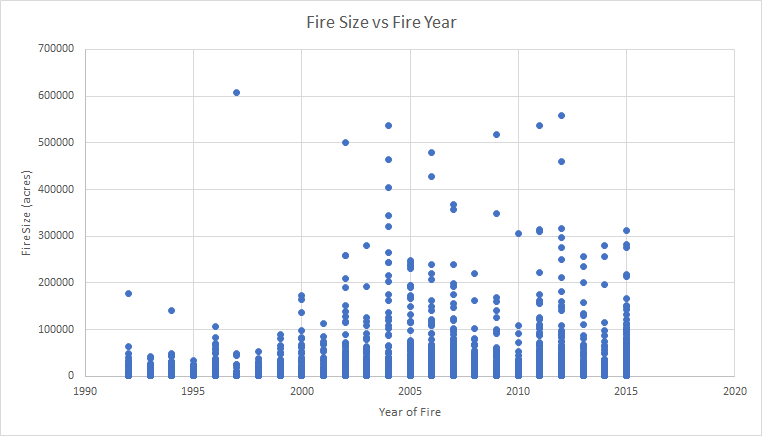 Fire Size vs Fire Year
700000
600000
500000
400000
300000
200000
100000
0
1990 1995 2000 2005 2010 2015 2020
Fire Size (acres)
Year of Fire